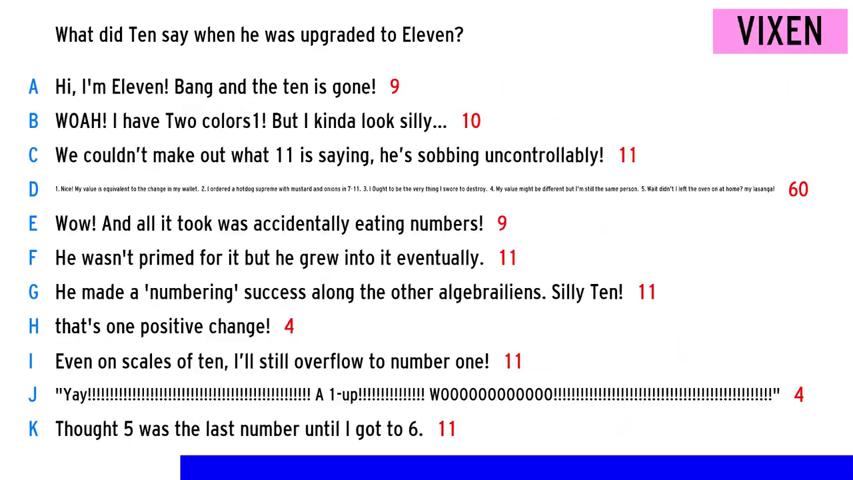 What did Ten say when he was upgraded to Eleven?
VIXEN
A Hi, I'm Eleven! Bang and the ten is gone! 9
B WOAH! I have Two colors1! But I kinda look silly... 10
C We couldn’t make out what 11 is saying, he’s sobbing uncontrollably! 11
D 1. Nice! My value is equivalent to the change in my wallet. 2. I ordered a hotdog supreme with mustard and onions in 7-11. 3. I Ought to be the very thing I swore to destroy. 4. My value might be different but I'm still the same person. 5. Wait didn't I left the oven on at home? my lasanga! 60
E Wow! And all it took was accidentally eating numbers! 9
F He wasn't primed for it but he grew into it eventually. 11
G He made a 'numbering' success along the other algebrailiens. Silly Ten! 11
H that's one positive change! 4
I Even on scales of ten, I’ll still overflow to number one! 11
J "Yay!!!!!!!!!!!!!!!!!!!!!!!!!!!!!!!!!!!!!!!!!!!!!!!!!! A 1-up!!!!!!!!!!!!!!! WOOOOOOOOOOOO!!!!!!!!!!!!!!!!!!!!!!!!!!!!!!!!!!!!!!!!!!!!!!!!!" 4
K Thought 5 was the last number until I got to 6. 11